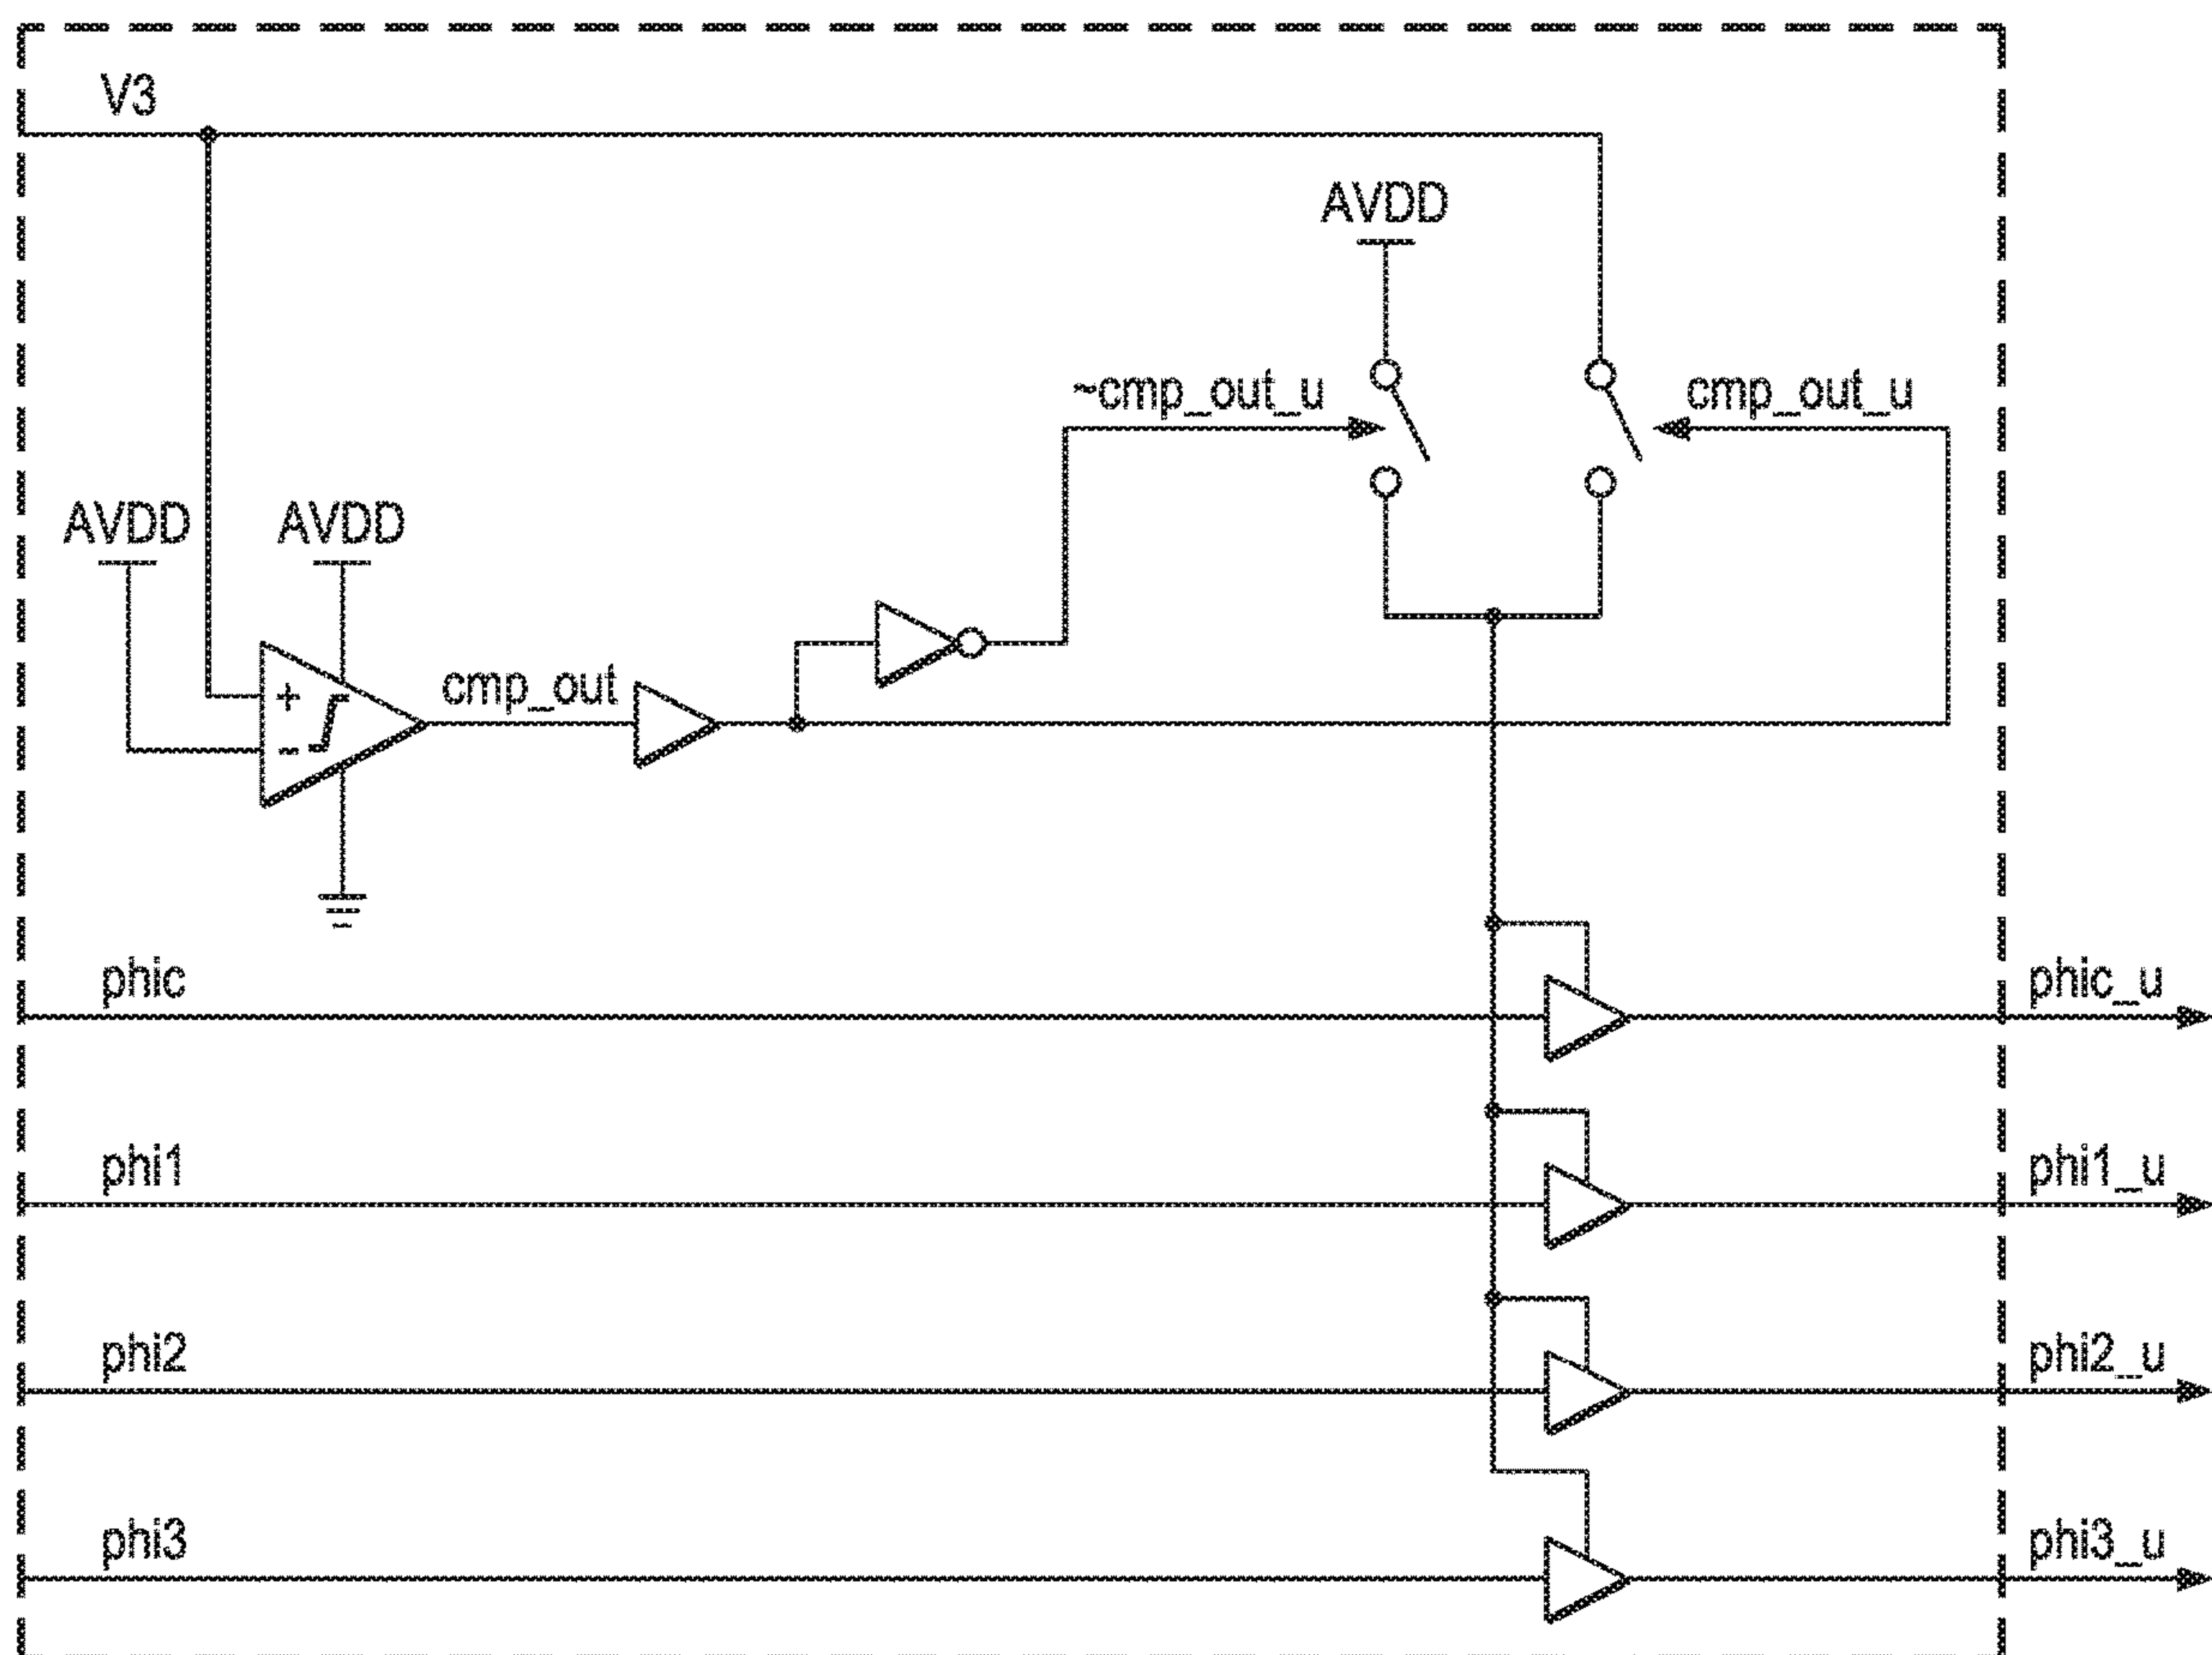 V3
AVDD
~cmp_out_u
cmp_out_u
AVDD
AVDD
+
-
cmp_out
phic
phic_u
phi1
phi1_u
phi2
phi2_u
phi3
phi3_u